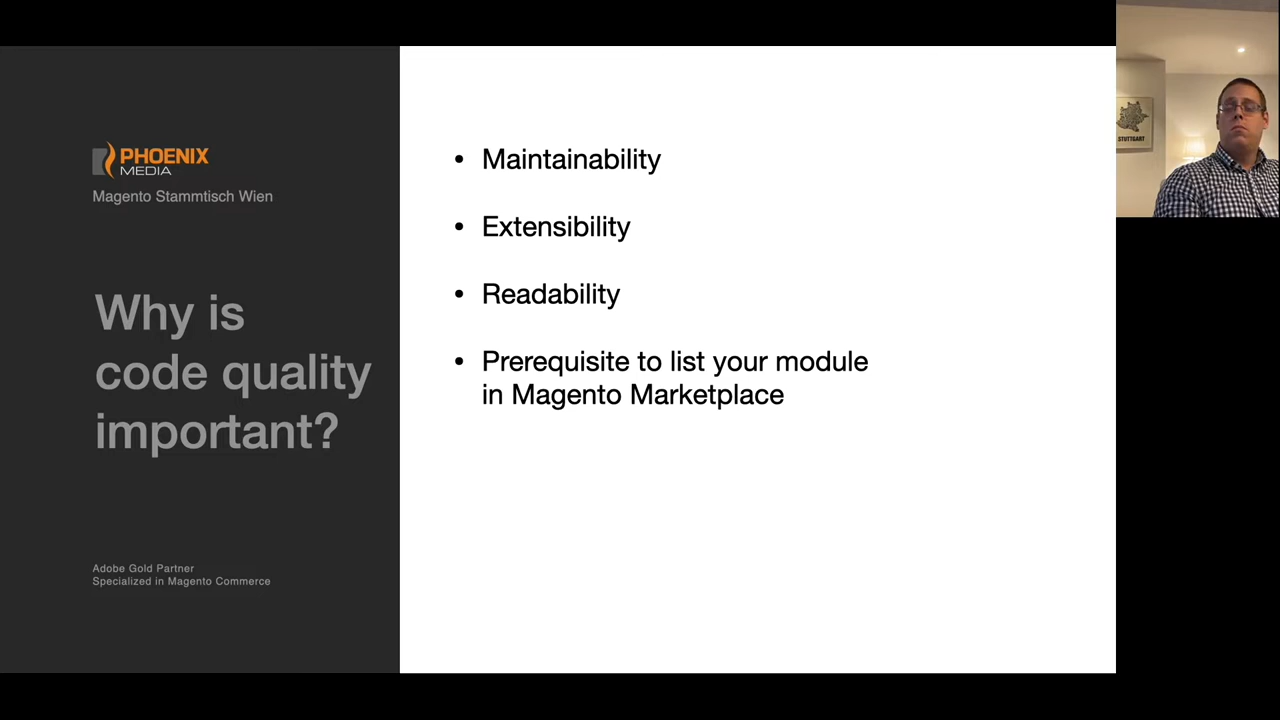 PHOENIX
MEDIA
Magento Stammtisch Wien
Why is
code quality
important?
Adobe Gold Partner
Specialized in Magento Commerce
• Maintainability
• Extensibility
• Readability
• Prerequisite to list your module
in Magento Marketplace
STUTTGART